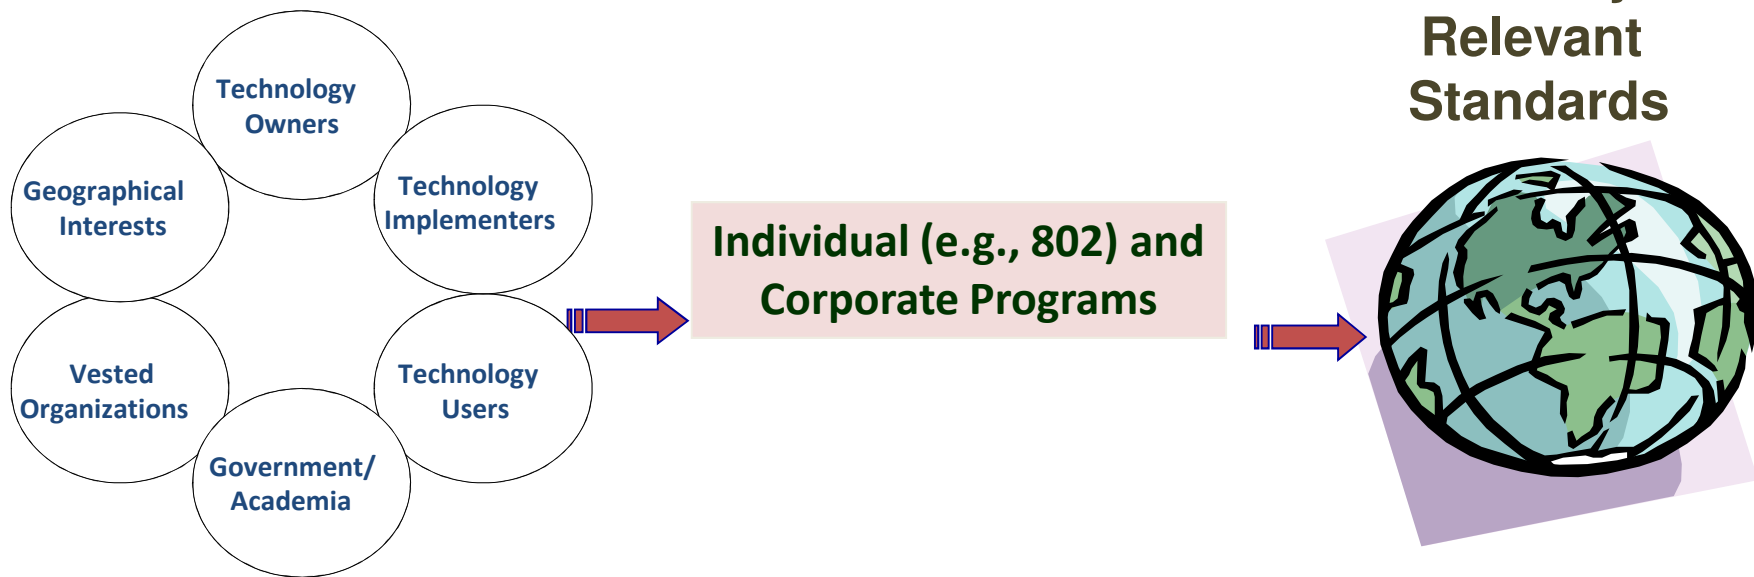 Technology
Owners
Geographical
Interests
Technology
Implementers
Vested
Organizations
Technology
Users
Government/
Academia
Individual (e.g., 802) and
Corporate Programs
Relevant
Standards